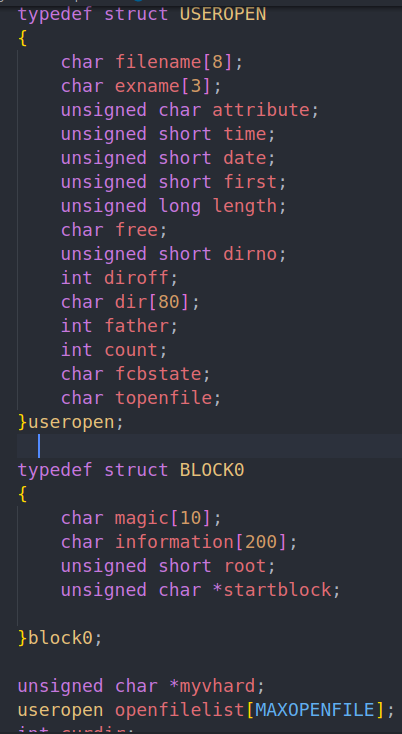 typedef struct USEROPEN
{
    char filename[8];
    char exname[3];
    unsigned char attribute;
    unsigned short time;
    unsigned short date;
    unsigned short first;
    unsigned long length;
    char free;
    unsigned short dirno;
    int diroff;
    char dir[80];
    int father;
    int count;
    char fcbstate;
    char topenfile;
}useropen;
typedef struct BLOCK0
{
    char magic[10];
    char information[200];
    unsigned short root;
    unsigned char *startblock;
}block0;
unsigned char *myvhard;
useropen openfilelist[MAXOPENFILE];
int curdir;